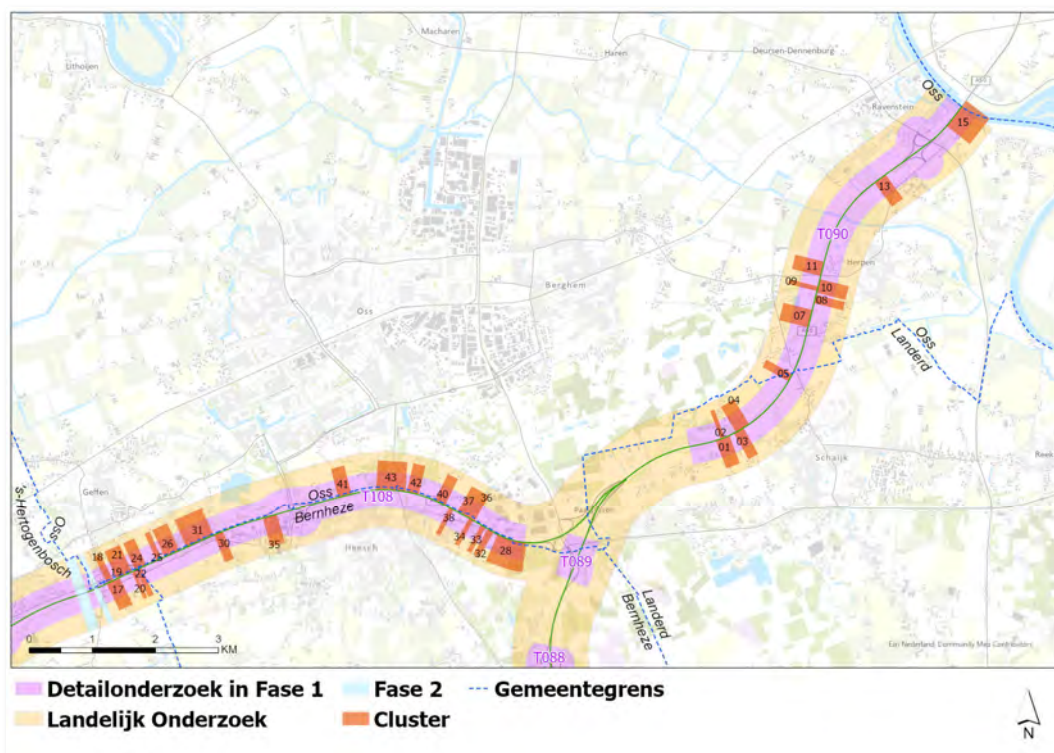 Macharen
Lithoijen
Haren
Deursen-Dennenburg
Oss
Ravenstein
15
13
T090
11
Herpen
09
10
08
07
Berghem
Oss
Oss
Landerd
05
04
02
01
03
Schaijk
Reek
41
43
42
40
37
36
Geffen
Oss
's-Hertogenbosch
Oss
Bernheze
T108
38
34
33
32
28
31
26
25
24
21
18
19
22
17
20
30
35
Heesch
T089
Landerd
Bernheze
T088
0 1 2 3
KM
Esri Nederland, Community Map Contributors
Detailonderzoek in Fase 1
Fase 2
Gemeentegrens
Landelijk Onderzoek
Cluster
N